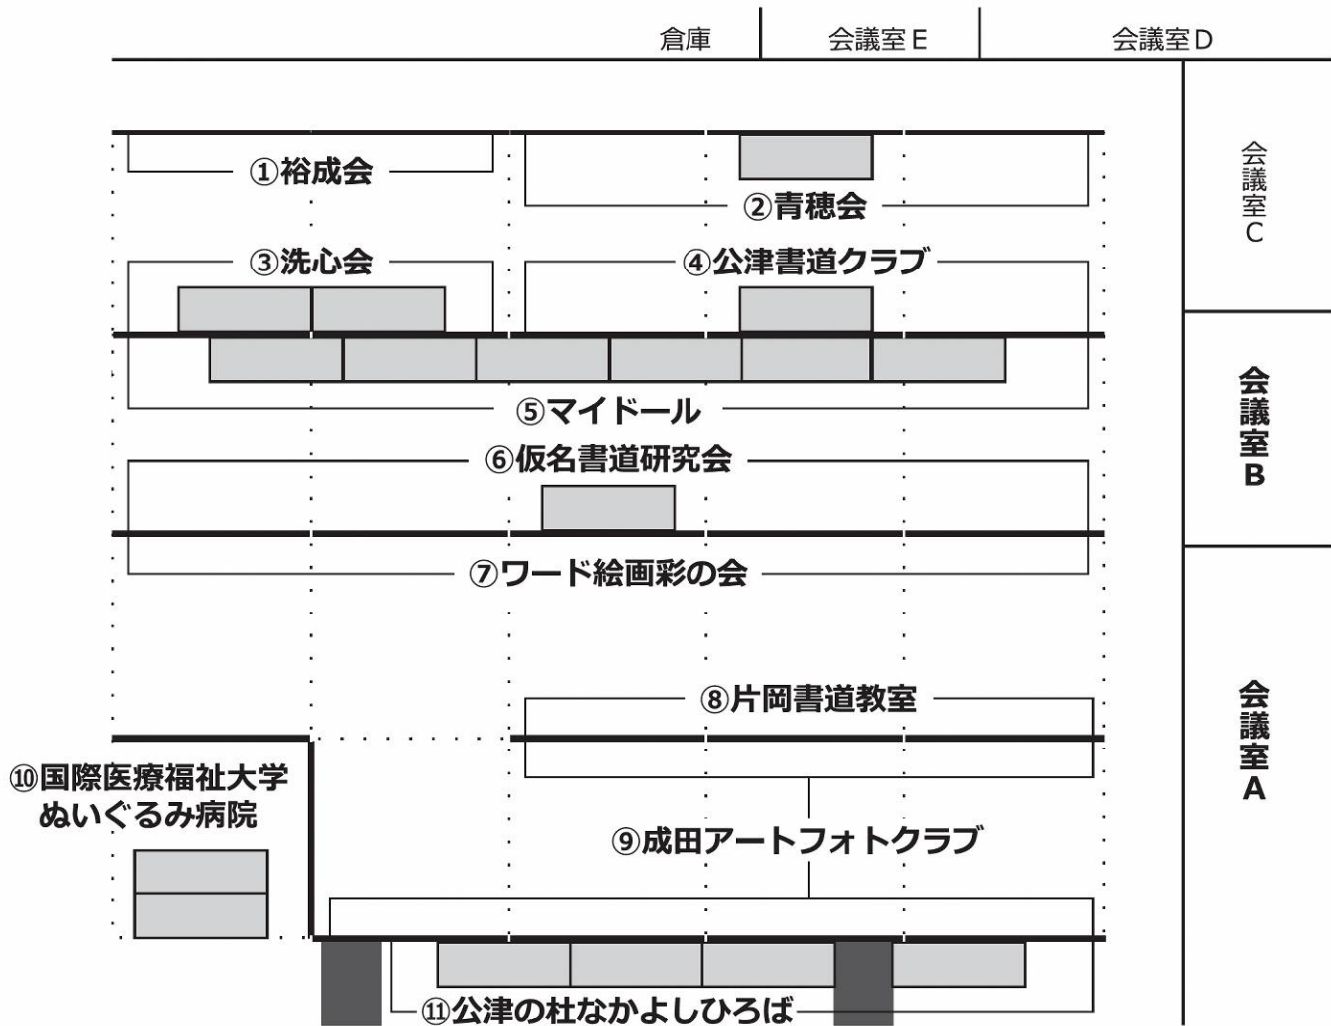 倉庫
会議室E
会議室D
会議室C
①裕成会
②青穂会
③洗心会
④公津書道クラブ
会議室B
⑤マイドール
⑥仮名書道研究会
⑦ワード絵画彩の会
会議室A
⑧片岡書道教室
⑩国際医療福祉大学
ぬいぐるみ病院
⑨成田アートフォトクラブ
⑪公津の杜なかよしひろば